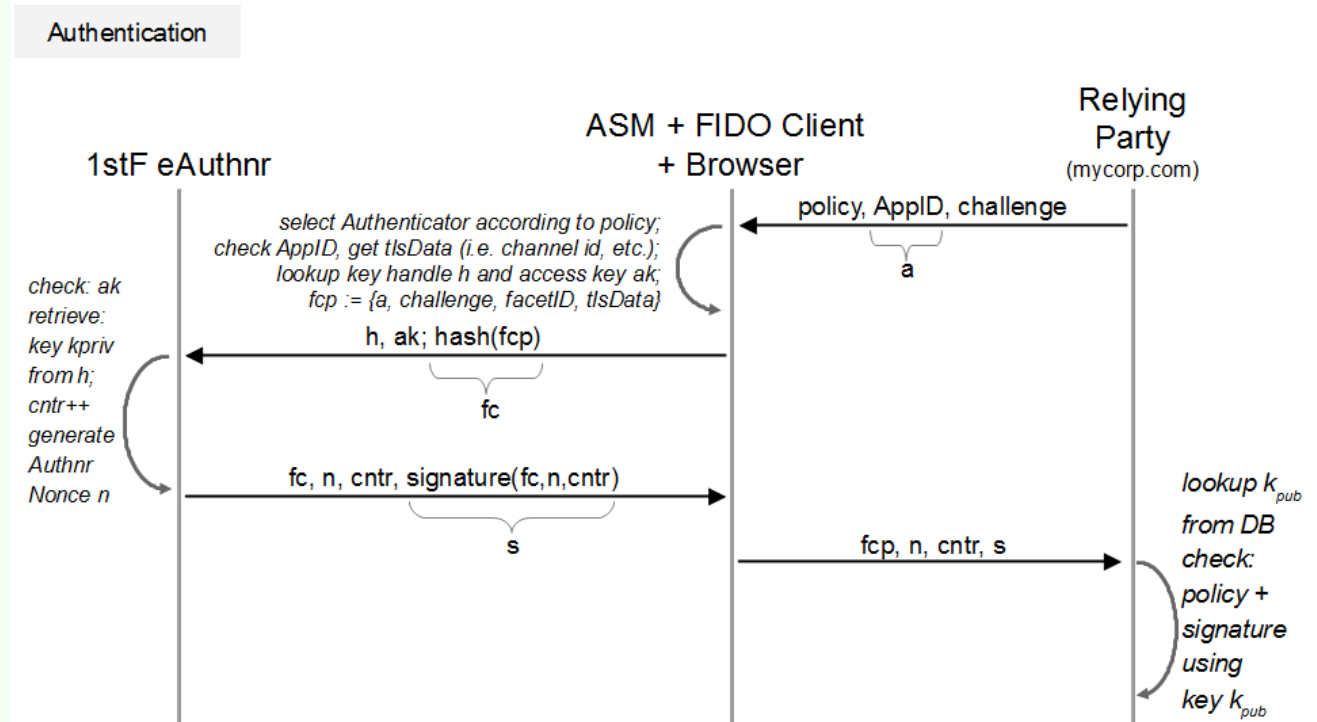 Authentication
Relying
Party
(mycorp.com)
ASM + FIDO Client
+ Browser
1stF eAuthnr
policy, AppID, challenge
a
select Authenticator according to policy;
check AppID, get tlsData (i.e. channel id, etc.);
lookup key handle h and access key ak;
fcp := {a, challenge, facetID, tlsData}
h, ak; hash(fcp)
fc
check: ak
retrieve:
key kpriv
from h;
cntr++
generate
Authnr
Nonce n
fc, n, cntr, signature(fc,n,cntr)
s
fcp, n, cntr, s
lookup kpub
from DB
check:
policy +
signature
using
key kpub